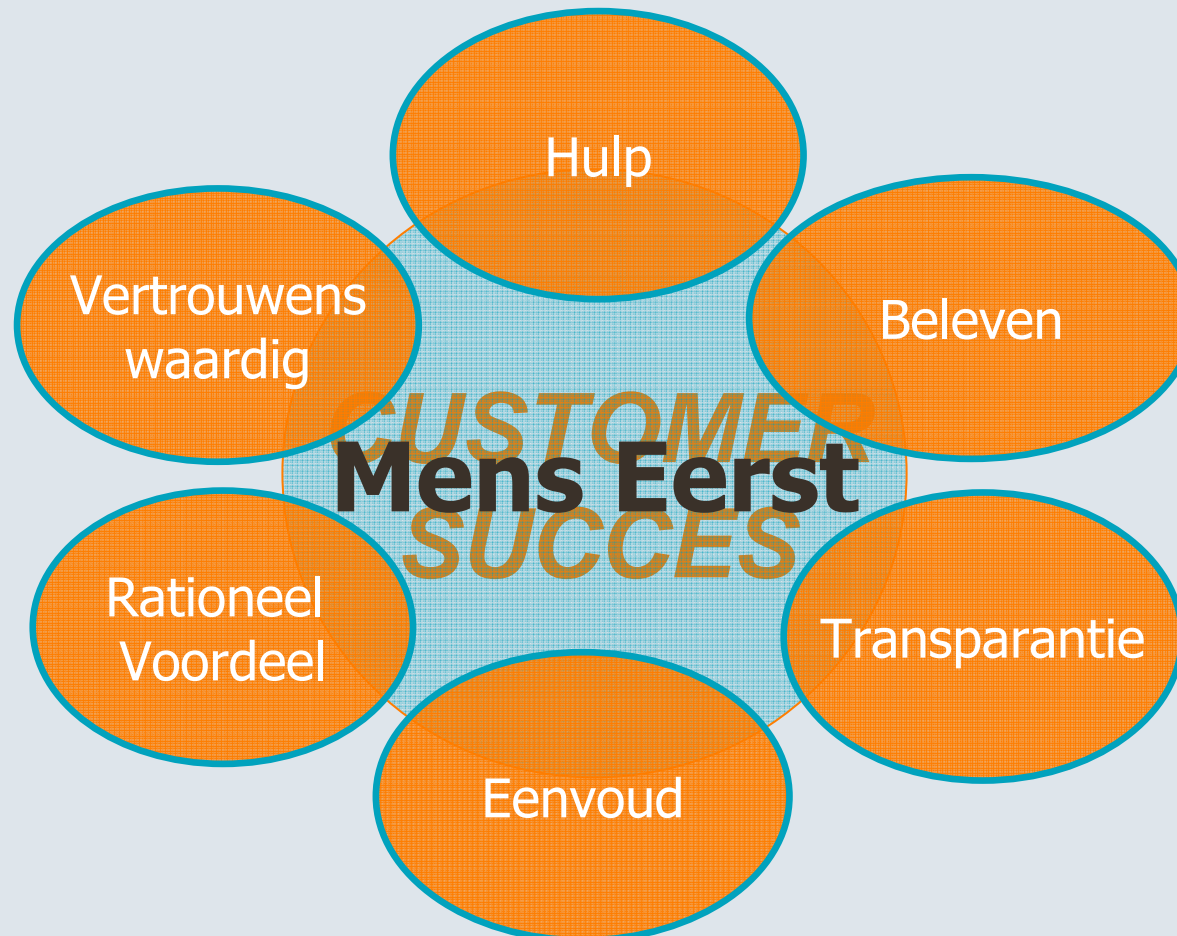 Hulp
Beleven
Vertrouwens
waardig
CUSTOMER
Mens Eerst
SUCCES
Rationeel
Voordeel
Transparantie
Eenvoud